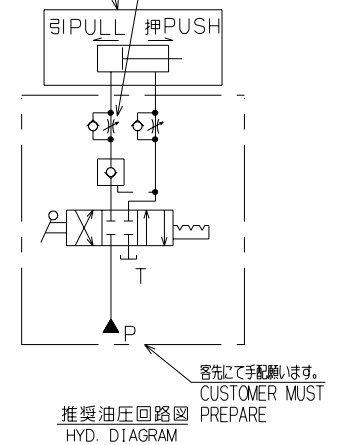 引PULL 押PUSH
T
P
客先にて手配願います。
CUSTOMER MUST
PREPARE
推奨油圧回路図
HYD. DIAGRAM